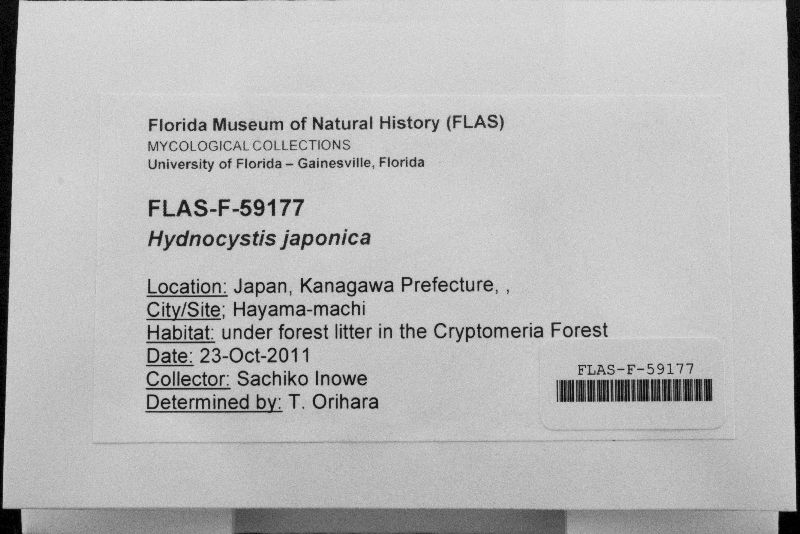 Florida Museum of Natural History (FLAS)
MYCOLOGICAL COLLECTIONS
University of Florida – Gainesville, Florida
FLAS-F-59177
Hydnocystis japonica
Location: Japan, Kanagawa Prefecture, ,
City/Site; Hayama-machi
Habitat: under forest litter in the Cryptomeria Forest
Date: 23-Oct-2011
Collector: Sachiko Inowe
Determined by: T. Orihara
FLAS-F-59177